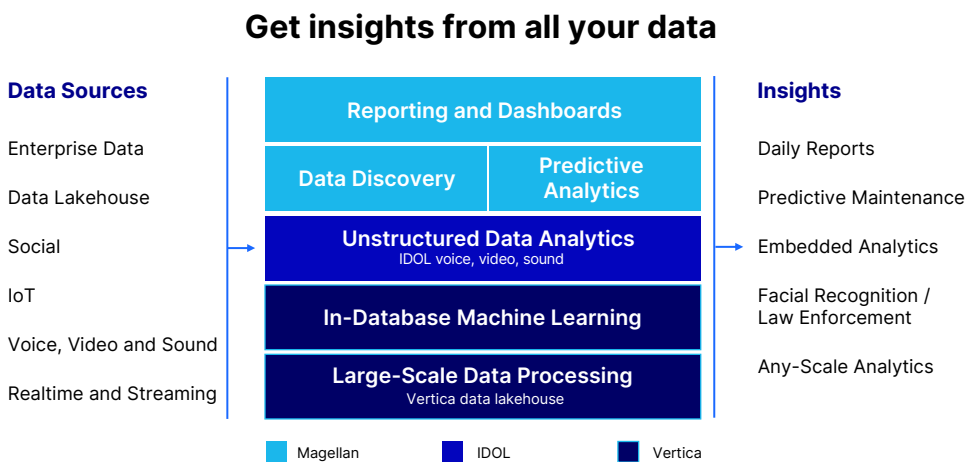 Get insights from all your data
Data Sources
Enterprise Data
Data Lakehouse
Social
IoT
Voice, Video and Sound
Realtime and Streaming
Reporting and Dashboards
Data Discovery
Predictive
Analytics
Unstructured Data Analytics
IDOL voice, video, sound
In-Database Machine Learning
Large-Scale Data Processing
Vertica data lakehouse
Insights
Daily Reports
Predictive Maintenance
Embedded Analytics
Facial Recognition /
Law Enforcement
Any-Scale Analytics
Magellan
IDOL
Vertica